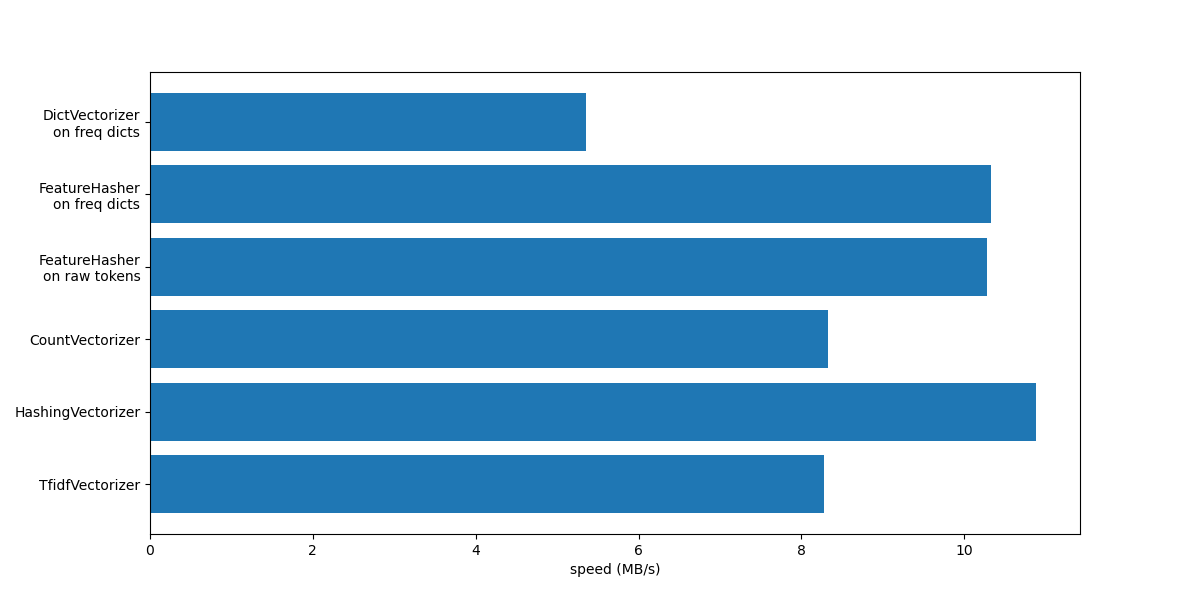 DictVectorizer
on freq dicts
FeatureHasher
on freq dicts
FeatureHasher
on raw tokens
CountVectorizer
HashingVectorizer
TfidfVectorizer
0 2 4 6 8 10
speed (MB/s)